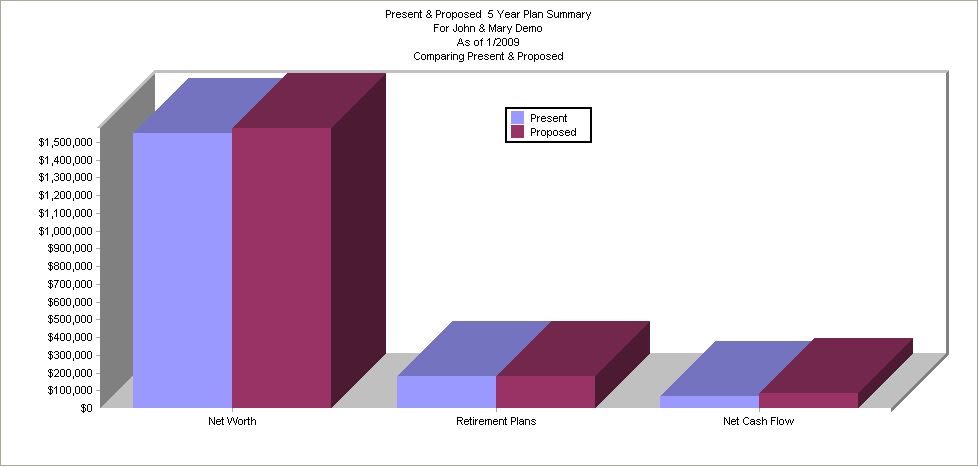 Present & Proposed  5 Year Plan Summary
For John & Mary Demo
As of 1/2009
Comparing Present & Proposed
Present
Proposed
$1,500,000
$1,400,000
$1,300,000
$1,200,000
$1,100,000
$1,000,000
$900,000
$800,000
$700,000
$600,000
$500,000
$400,000
$300,000
$200,000
$100,000
$0
Net Worth
Retirement Plans
Net Cash Flow